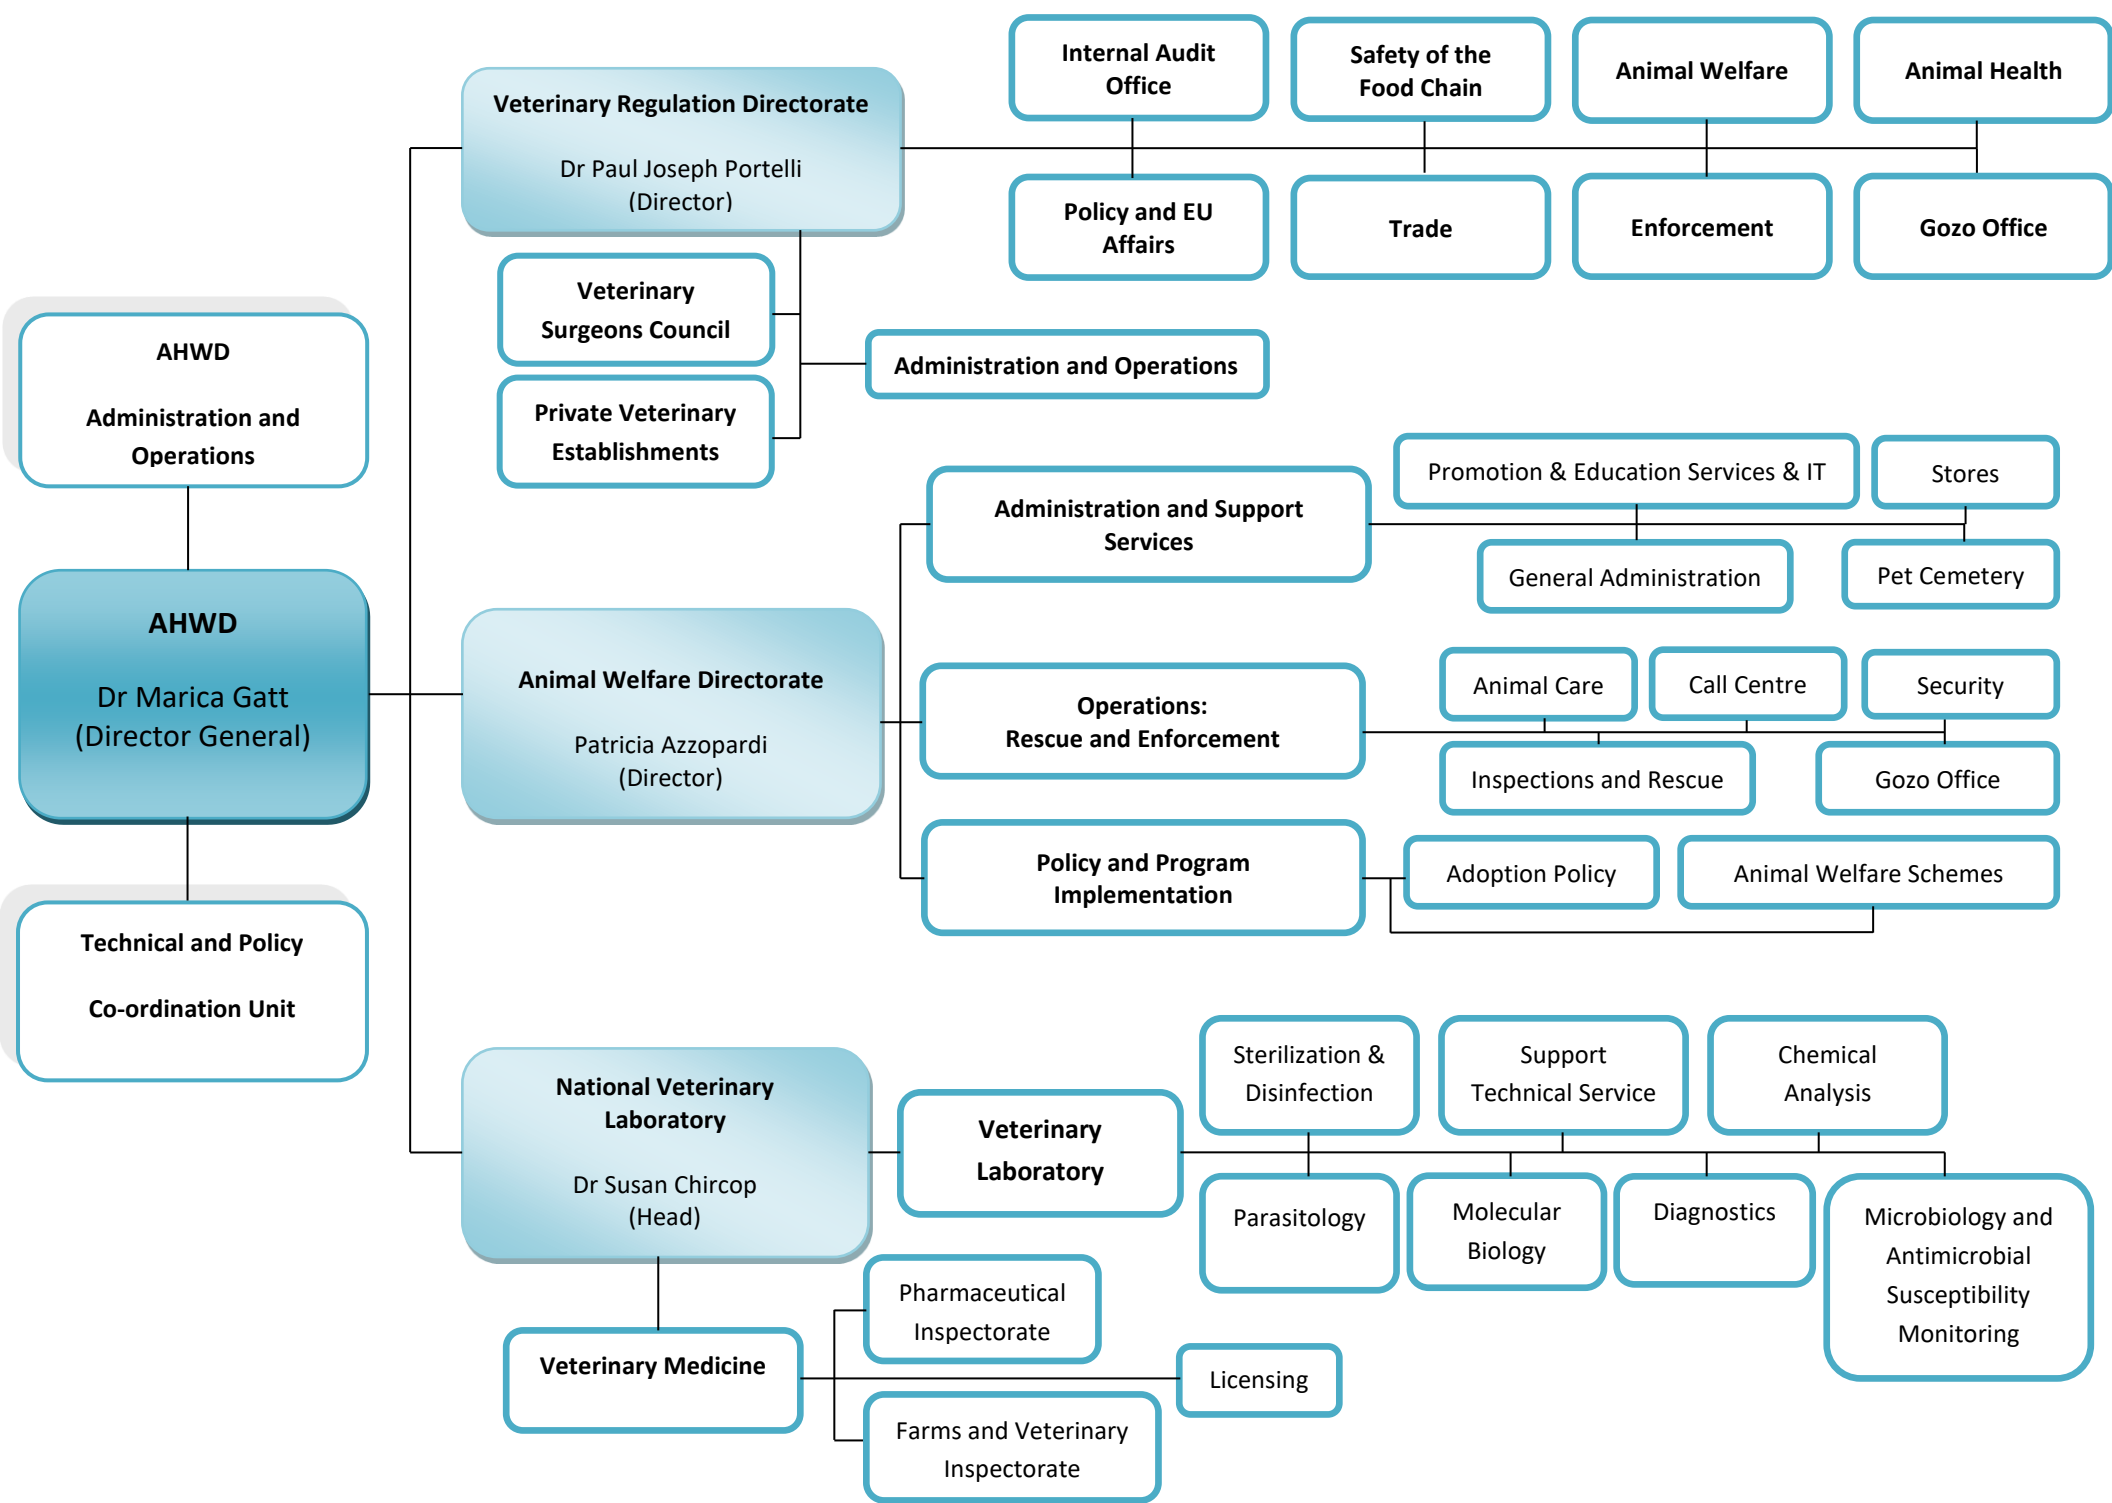 Internal Audit
Office
Safety of the
Food Chain
Animal Welfare
Animal Health
Veterinary Regulation Directorate
Dr Paul Joseph Portelli
(Director)
Policy and EU
Affairs
Trade
Enforcement
Gozo Office
Veterinary
Surgeons Council
Administration and Operations
Private Veterinary
Establishments
AHWD
Administration and
Operations
AHWD
Dr Marica Gatt
(Director General)
Technical and Policy
Co-ordination Unit
Animal Welfare Directorate
Patricia Azzopardi
(Director)
Administration and Support
Services
Promotion & Education Services & IT
Stores
General Administration
Pet Cemetery
Operations:
Rescue and Enforcement
Animal Care
Call Centre
Security
Inspections and Rescue
Gozo Office
Policy and Program
Implementation
Adoption Policy
Animal Welfare Schemes
National Veterinary
Laboratory
Dr Susan Chircop
(Head)
Veterinary
Laboratory
Sterilization &
Disinfection
Support
Technical Service
Chemical
Analysis
Parasitology
Molecular
Biology
Diagnostics
Microbiology and
Antimicrobial
Susceptibility
Monitoring
Veterinary Medicine
Pharmaceutical
Inspectorate
Licensing
Farms and Veterinary
Inspectorate